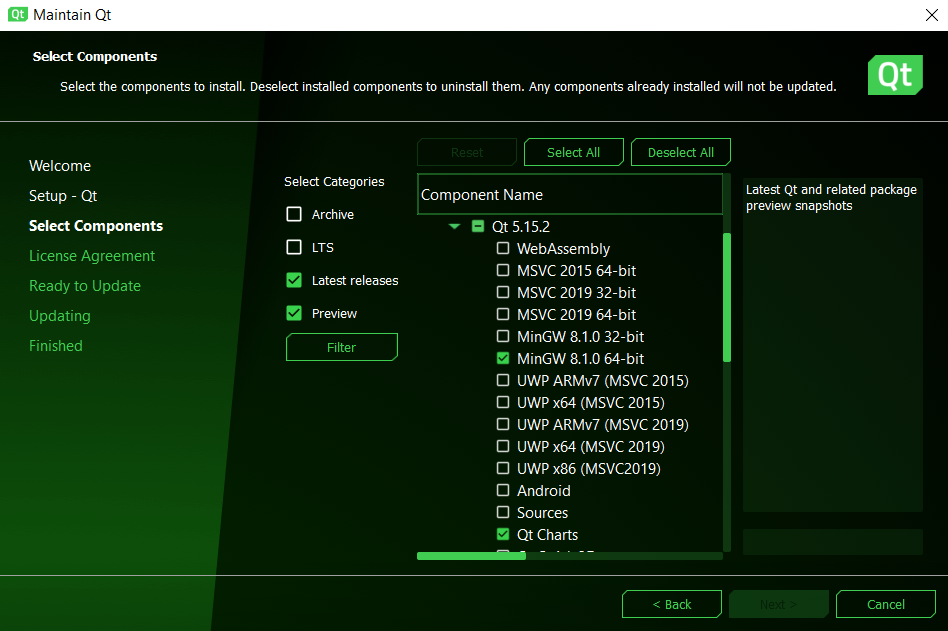 Qt Maintain Qt
Select Components
Select the components to install. Deselect installed components to uninstall them. Any components already installed will not be updated.
Qt
Welcome
Setup - Qt
Select Components
License Agreement
Ready to Update
Updating
Finished
Select Categories
Archive
LTS
Latest releases
Preview
Filter
Reset
Select All
Deselect All
Component Name
Qt 5.15.2
WebAssembly
MSVC 2015 64-bit
MSVC 2019 32-bit
MSVC 2019 64-bit
MinGW 8.1.0 32-bit
MinGW 8.1.0 64-bit
UWP ARMv7 (MSVC 2015)
UWP x64 (MSVC 2015)
UWP ARMv7 (MSVC 2019)
UWP x64 (MSVC 2019)
UWP x86 (MSVC2019)
Android
Sources
Qt Charts
Latest Qt and related package
preview snapshots
< Back
Next >
Cancel